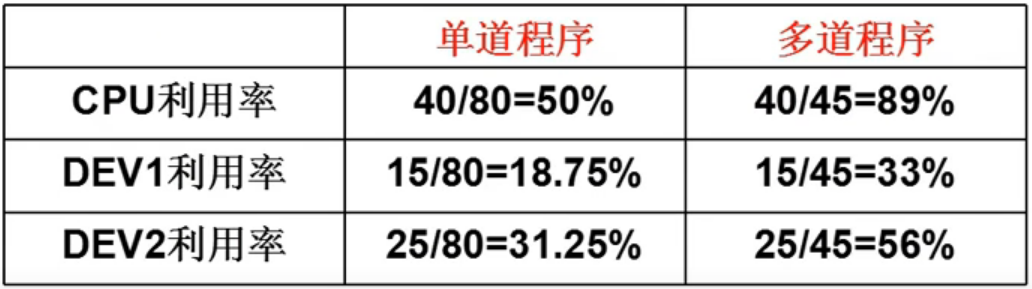 单道程序 多道程序
CPU利用率 40/80=50% 40/45=89%
DEV1利用率 15/80=18.75% 15/45=33%
DEV2利用率 25/80=31.25% 25/45=56%